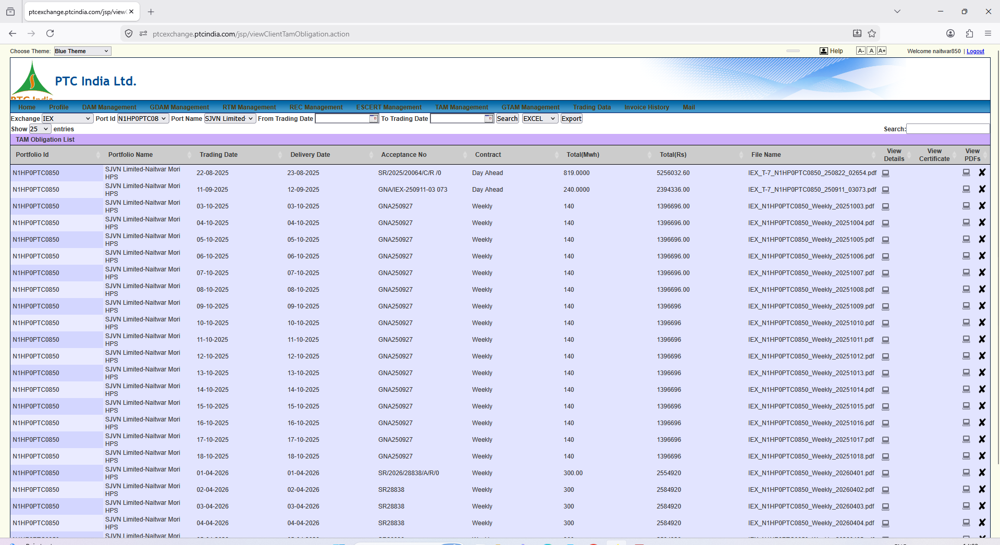 ptcexchange.ptcindia.com/jsp/view
ptcexchange.ptcindia.com/jsp/viewClientTamObligation.action
Choose Theme: Blue Theme Help A- A A+ Welcome naitwar850 | Logout
PTC India Ltd.
PTC India
Home Profile DAM Management GDAM Management RTM Management REC Management ESCERT Management TAM Management GTAM Management Trading Data Invoice History Mail
Exchange IEX Port Id N1HP0PTC08 Port Name SJVN Limited- From Trading Date To Trading Date Search EXCEL Export
Show 25 entries Search:
TAM Obligation List
Portfolio Id Portfolio Name Trading Date Delivery Date Acceptance No Contract Total(Mwh) Total(Rs) File Name View Details View Certificate View PDFs
N1HP0PTC0850 SJVN Limited-Naitwar Mori HPS 22-08-2025 23-08-2025 SR/2025/20064/C/R /0 Day Ahead 819.0000 5256032.60 IEX_T-7_N1HP0PTC0850_250822_02654.pdf
N1HP0PTC0850 SJVN Limited-Naitwar Mori HPS 11-09-2025 12-09-2025 GNA/IEX-250911-03 073 Day Ahead 240.0000 2394336.00 IEX_T-7_N1HP0PTC0850_250911_03073.pdf
N1HP0PTC0850 SJVN Limited-Naitwar Mori HPS 03-10-2025 03-10-2025 GNA250927 Weekly 140 1396696.00 IEX_N1HP0PTC0850_Weekly_20251003.pdf
N1HP0PTC0850 SJVN Limited-Naitwar Mori HPS 04-10-2025 04-10-2025 GNA250927 Weekly 140 1396696.00 IEX_N1HP0PTC0850_Weekly_20251004.pdf
N1HP0PTC0850 SJVN Limited-Naitwar Mori HPS 05-10-2025 05-10-2025 GNA250927 Weekly 140 1396696.00 IEX_N1HP0PTC0850_Weekly_20251005.pdf
N1HP0PTC0850 SJVN Limited-Naitwar Mori HPS 06-10-2025 06-10-2025 GNA250927 Weekly 140 1396696.00 IEX_N1HP0PTC0850_Weekly_20251006.pdf
N1HP0PTC0850 SJVN Limited-Naitwar Mori HPS 07-10-2025 07-10-2025 GNA250927 Weekly 140 1396696.00 IEX_N1HP0PTC0850_Weekly_20251007.pdf
N1HP0PTC0850 SJVN Limited-Naitwar Mori HPS 08-10-2025 08-10-2025 GNA250927 Weekly 140 1396696.00 IEX_N1HP0PTC0850_Weekly_20251008.pdf
N1HP0PTC0850 SJVN Limited-Naitwar Mori HPS 09-10-2025 09-10-2025 GNA250927 Weekly 140 1396696 IEX_N1HP0PTC0850_Weekly_20251009.pdf
N1HP0PTC0850 SJVN Limited-Naitwar Mori HPS 10-10-2025 10-10-2025 GNA250927 Weekly 140 1396696 IEX_N1HP0PTC0850_Weekly_20251010.pdf
N1HP0PTC0850 SJVN Limited-Naitwar Mori HPS 11-10-2025 11-10-2025 GNA250927 Weekly 140 1396696 IEX_N1HP0PTC0850_Weekly_20251011.pdf
N1HP0PTC0850 SJVN Limited-Naitwar Mori HPS 12-10-2025 12-10-2025 GNA250927 Weekly 140 1396696 IEX_N1HP0PTC0850_Weekly_20251012.pdf
N1HP0PTC0850 SJVN Limited-Naitwar Mori HPS 13-10-2025 13-10-2025 GNA250927 Weekly 140 1396696 IEX_N1HP0PTC0850_Weekly_20251013.pdf
N1HP0PTC0850 SJVN Limited-Naitwar Mori HPS 14-10-2025 14-10-2025 GNA250927 Weekly 140 1396696 IEX_N1HP0PTC0850_Weekly_20251014.pdf
N1HP0PTC0850 SJVN Limited-Naitwar Mori HPS 15-10-2025 15-10-2025 GNA250927 Weekly 140 1396696 IEX_N1HP0PTC0850_Weekly_20251015.pdf
N1HP0PTC0850 SJVN Limited-Naitwar Mori HPS 16-10-2025 16-10-2025 GNA250927 Weekly 140 1396696 IEX_N1HP0PTC0850_Weekly_20251016.pdf
N1HP0PTC0850 SJVN Limited-Naitwar Mori HPS 17-10-2025 17-10-2025 GNA250927 Weekly 140 1396696 IEX_N1HP0PTC0850_Weekly_20251017.pdf
N1HP0PTC0850 SJVN Limited-Naitwar Mori HPS 18-10-2025 18-10-2025 GNA250927 Weekly 140 1396696 IEX_N1HP0PTC0850_Weekly_20251018.pdf
N1HP0PTC0850 SJVN Limited-Naitwar Mori HPS 01-04-2026 01-04-2026 SR/2026/28838/A/R/0 Weekly 300.00 2554920 IEX_N1HP0PTC0850_Weekly_20260401.pdf
N1HP0PTC0850 SJVN Limited-Naitwar Mori HPS 02-04-2026 02-04-2026 SR28838 Weekly 300 2584920 IEX_N1HP0PTC0850_Weekly_20260402.pdf
N1HP0PTC0850 SJVN Limited-Naitwar Mori HPS 03-04-2026 03-04-2026 SR28838 Weekly 300 2584920 IEX_N1HP0PTC0850_Weekly_20260403.pdf
N1HP0PTC0850 SJVN Limited-Naitwar Mori HPS 04-04-2026 04-04-2026 SR28838 Weekly 300 2584920 IEX_N1HP0PTC0850_Weekly_20260404.pdf
SJVN Limited-Naitwar Mori